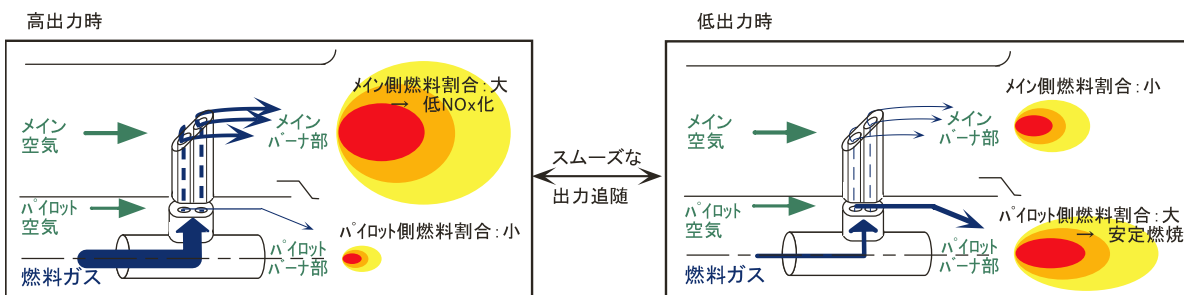 高出力時
メイン側燃料割合：大
→ 低NOx化
メイン
空気
メイン
バーナ部
パイロット
空気
パイロット側燃料割合：小
パイロット
バーナ部
燃料ガス
スムーズな
出力追随
低出力時
メイン側燃料割合：小
メイン
空気
メイン
バーナ部
パイロット
空気
パイロット側燃料割合：大
→ 安定燃焼
パイロット
バーナ部
燃料ガス